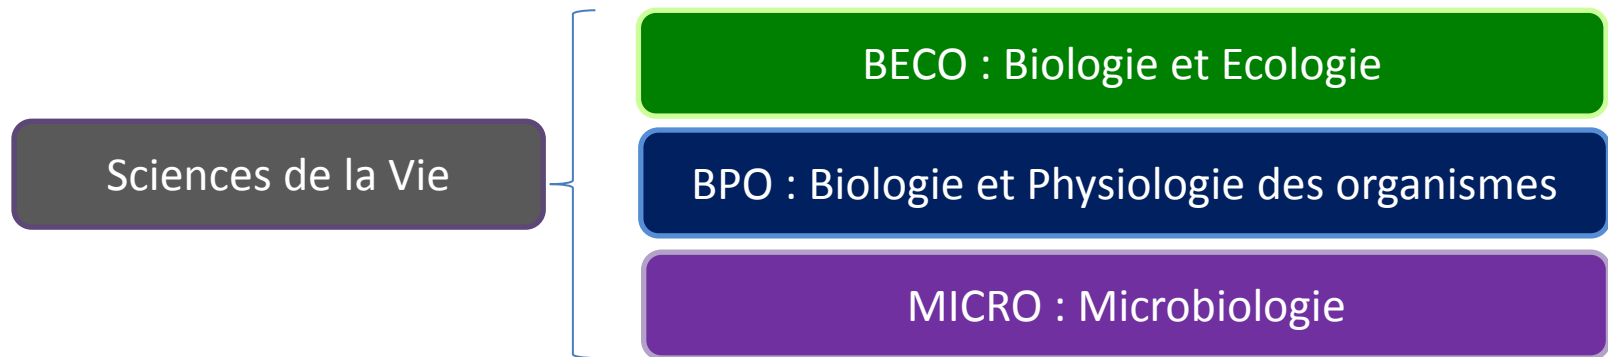 BECO : Biologie et Ecologie
Sciences de la Vie
BPO : Biologie et Physiologie des organismes
MICRO : Microbiologie